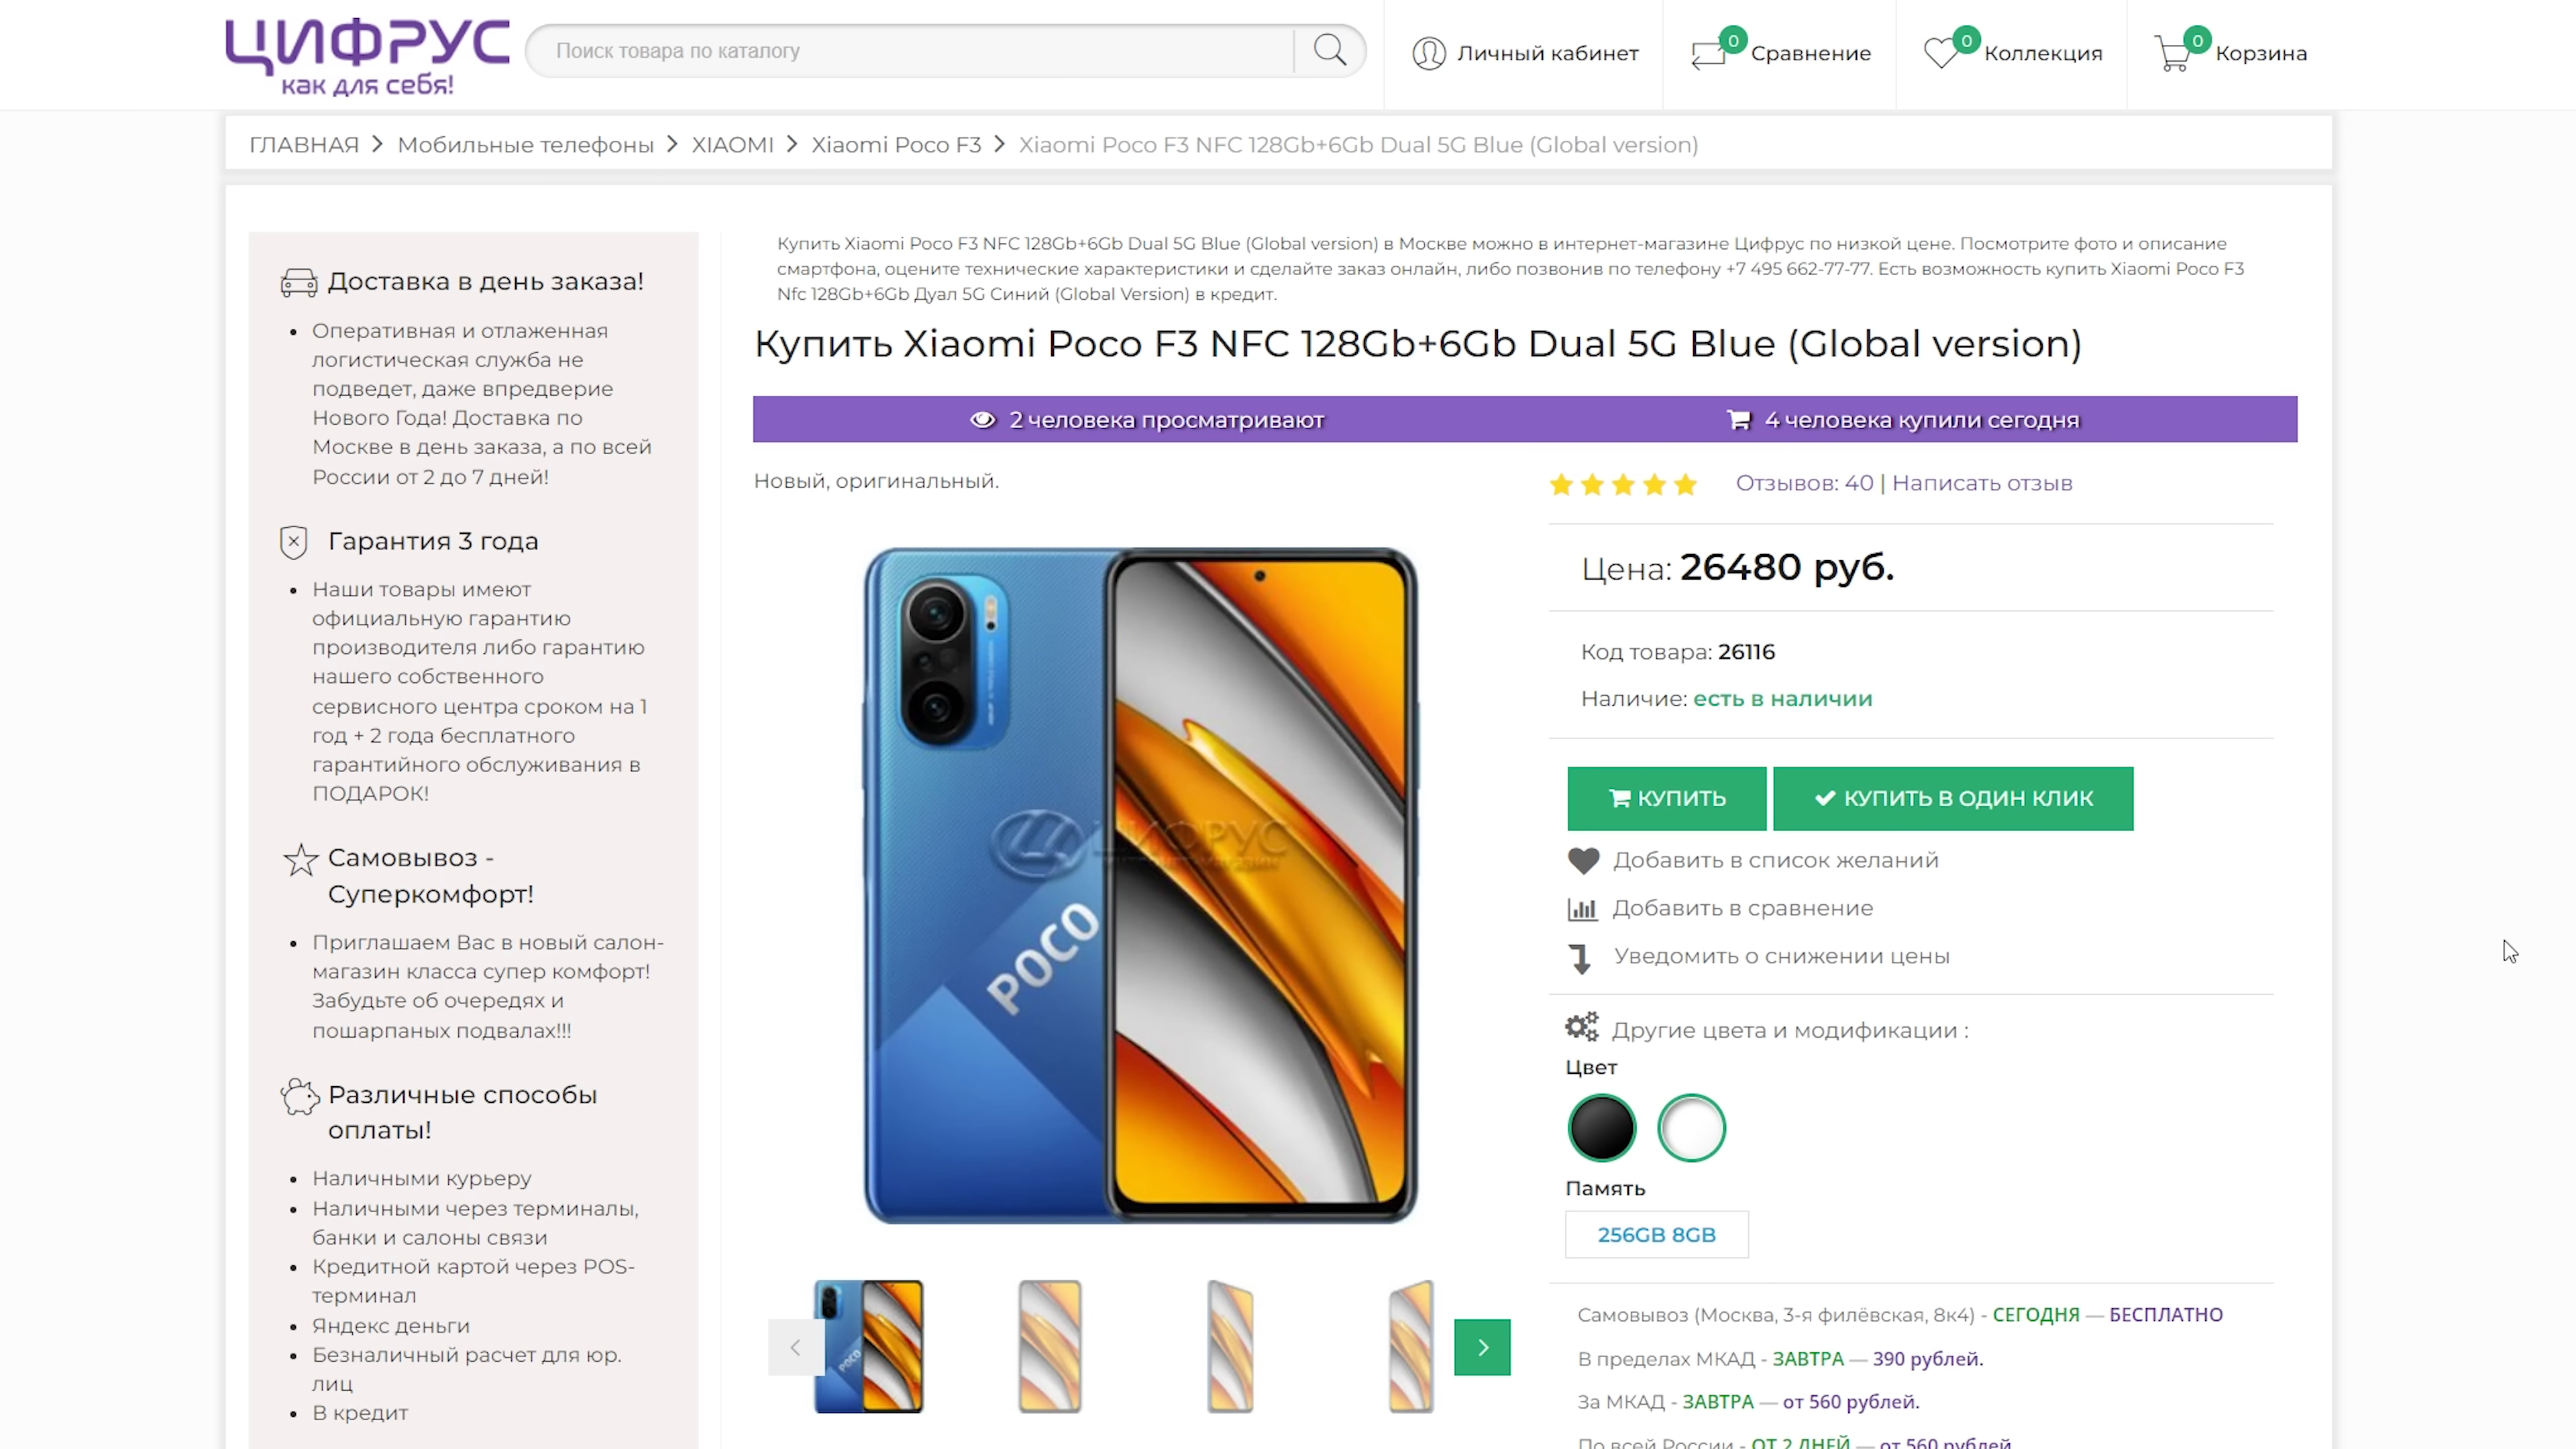 ЦИФРУС
как для себя!
Поиск товара по каталогу
Личный кабинет
0
Сравнение
0
Коллекция
0
Корзина
ГЛАВНАЯ > Мобильные телефоны > XIAOMI > Xiaomi Poco F3 > Xiaomi Poco F3 NFC 128Gb+6Gb Dual 5G Blue (Global version)
Доставка в день заказа!
Оперативная и отлаженная
логистическая служба не
подведет, даже впредверие
Нового Года! Доставка по
Москве в день заказа, а по всей
России от 2 до 7 дней!
Гарантия 3 года
Наши товары имеют
официальную гарантию
производителя либо гарантию
нашего собственного
сервисного центра сроком на 1
год + 2 года бесплатного
гарантийного обслуживания в
ПОДАРОК!
Самовывоз -
Суперкомфорт!
Приглашаем Вас в новый салон-
магазин класса супер комфорт!
Забудьте об очередях и
пошарпаных подвалах!!!
Различные способы
оплаты!
Наличными курьеру
Наличными через терминалы,
банки и салоны связи
Кредитной картой через POS-
терминал
Яндекс деньги
Безналичный расчет для юр.
лиц
В кредит
Купить Xiaomi Poco F3 NFC 128Gb+6Gb Dual 5G Blue (Global version) в Москве можно в интернет-магазине Цифрус по низкой цене. Посмотрите фото и описание
смартфона, оцените технические характеристики и сделайте заказ онлайн, либо позвонив по телефону +7 495 662-77-77. Есть возможность купить Xiaomi Poco F3
Nfc 128Gb+6Gb Дуал 5G Синий (Global Version) в кредит.
Купить Xiaomi Poco F3 NFC 128Gb+6Gb Dual 5G Blue (Global version)
2 человека просматривают
4 человека купили сегодня
Новый, оригинальный.
ЦИФРУС
POCO
POCO
Отзывов: 40 | Написать отзыв
Цена: 26480 руб.
Код товара: 26116
Наличие: есть в наличии
КУПИТЬ
КУПИТЬ В ОДИН КЛИК
Добавить в список желаний
Добавить в сравнение
Уведомить о снижении цены
Другие цвета и модификации :
Цвет
Память
256GB 8GB
Самовывоз (Москва, 3-я филёвская, 8к4) - СЕГОДНЯ — БЕСПЛАТНО
В пределах МКАД - ЗАВТРА — 390 рублей.
За МКАД - ЗАВТРА — от 560 рублей.
По всей России - ОТ 2 ДНЕЙ — от 560 рублей